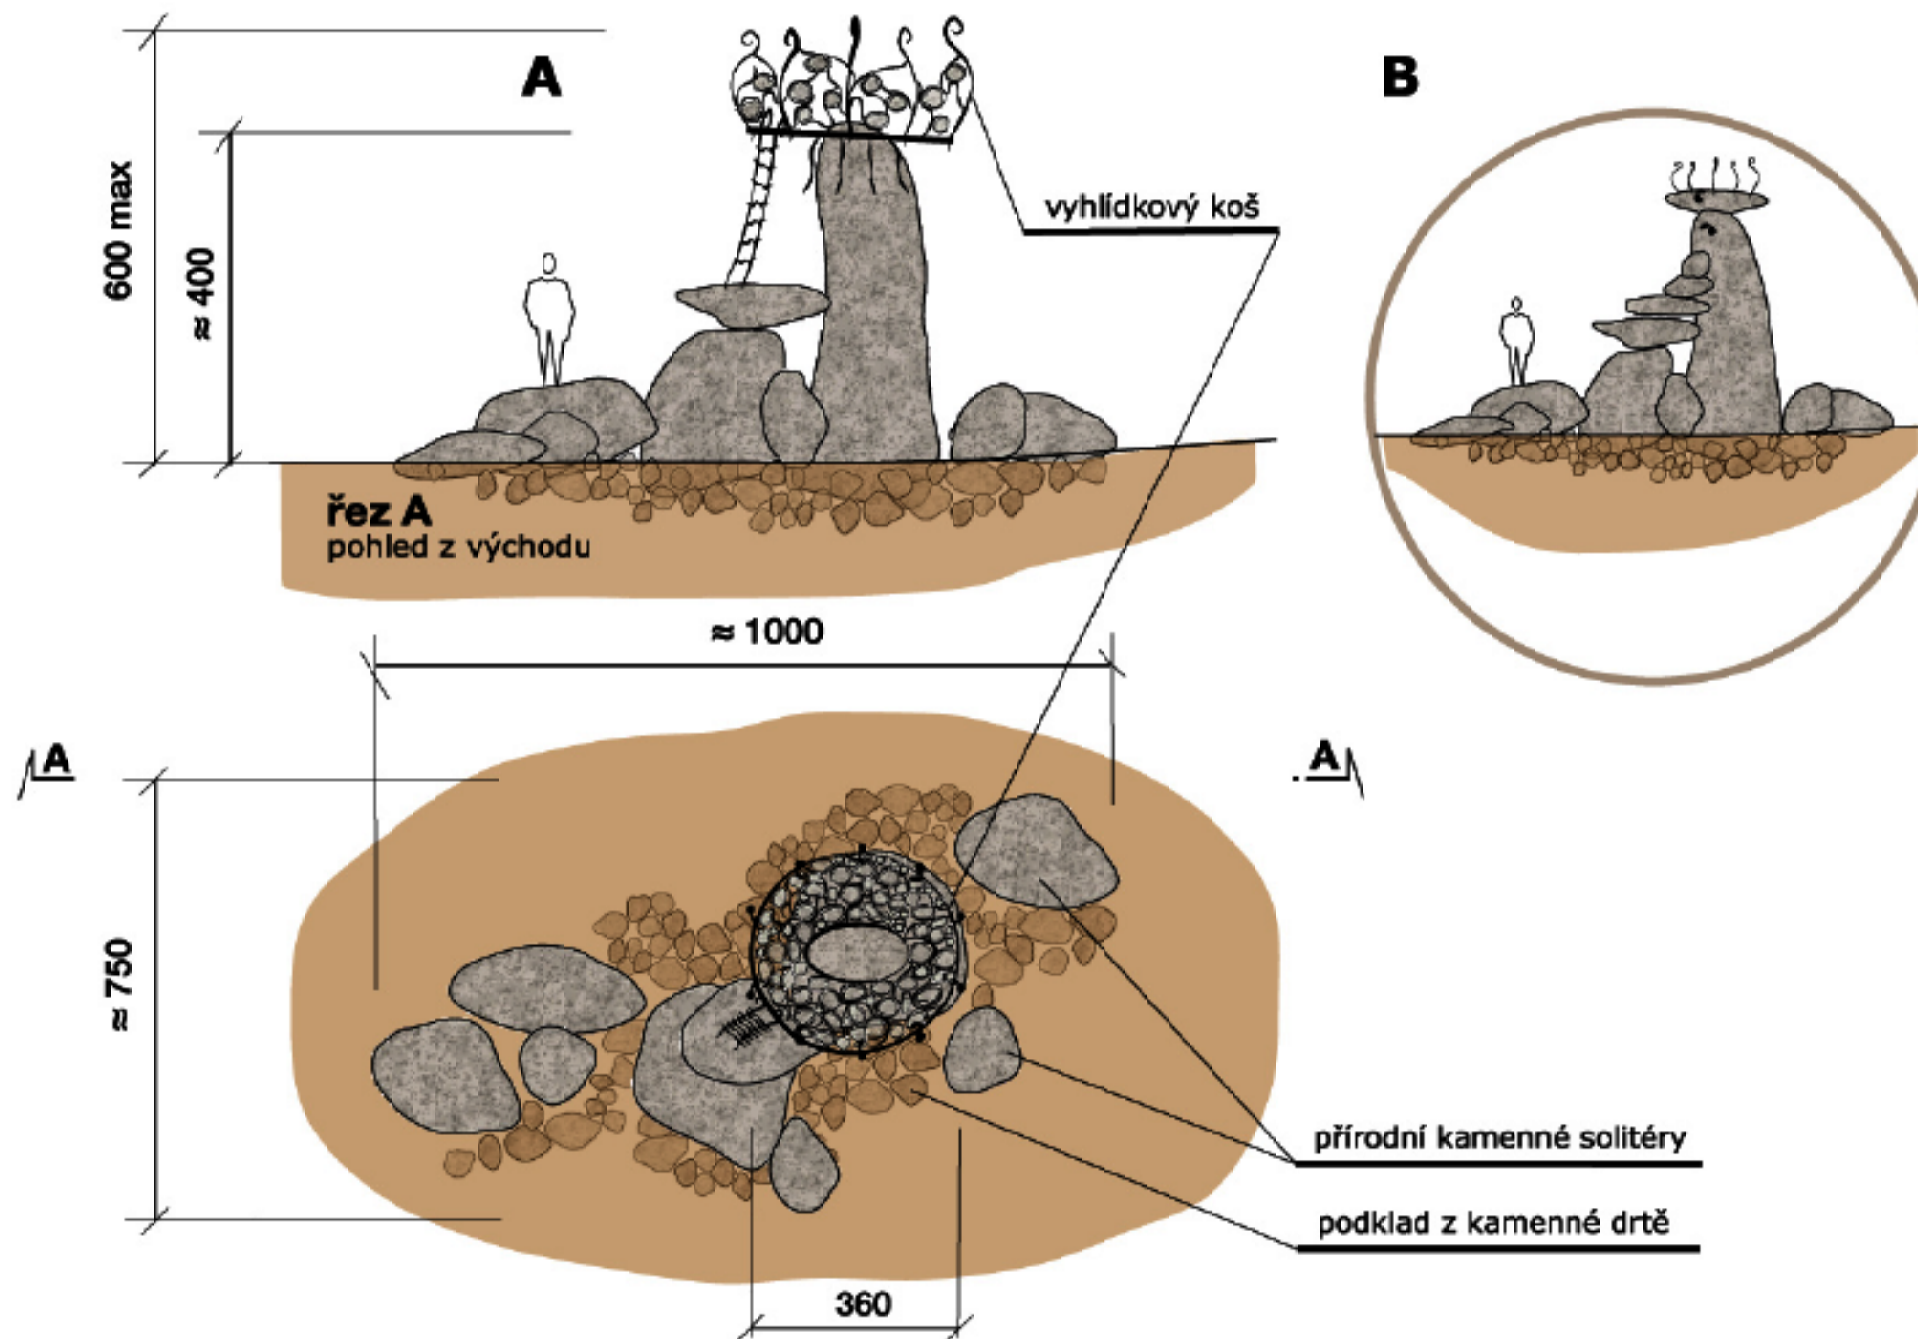 A
B
600 max
≈ 400
vyhlídkový koš
řez A
pohled z východu
≈ 1000
A
A
≈ 750
přírodní kamenné solitéry
podklad z kamenné drtě
360